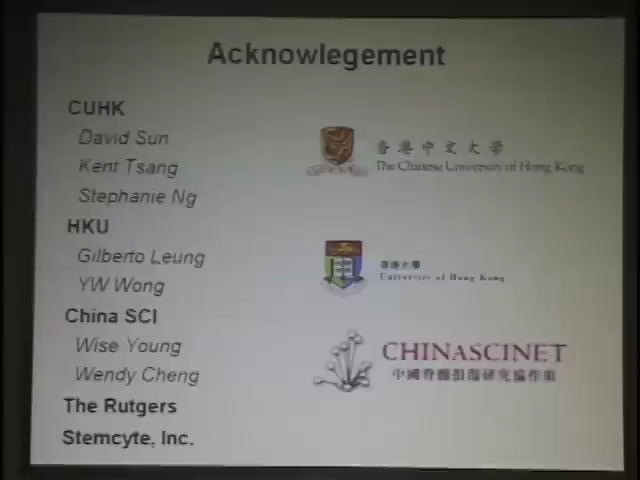 Acknowlegement
CUHK
David Sun
Kent Tsang
Stephanie Ng
HKU
Gilberto Leung
YW Wong
China SCI
Wise Young
Wendy Cheng
The Rutgers
Stemcyte, Inc.
香港中文大學
The Chinese University of Hong Kong
香港大學
University of Hong Kong
CHINASCINET
中國脊髓損傷研究協作組